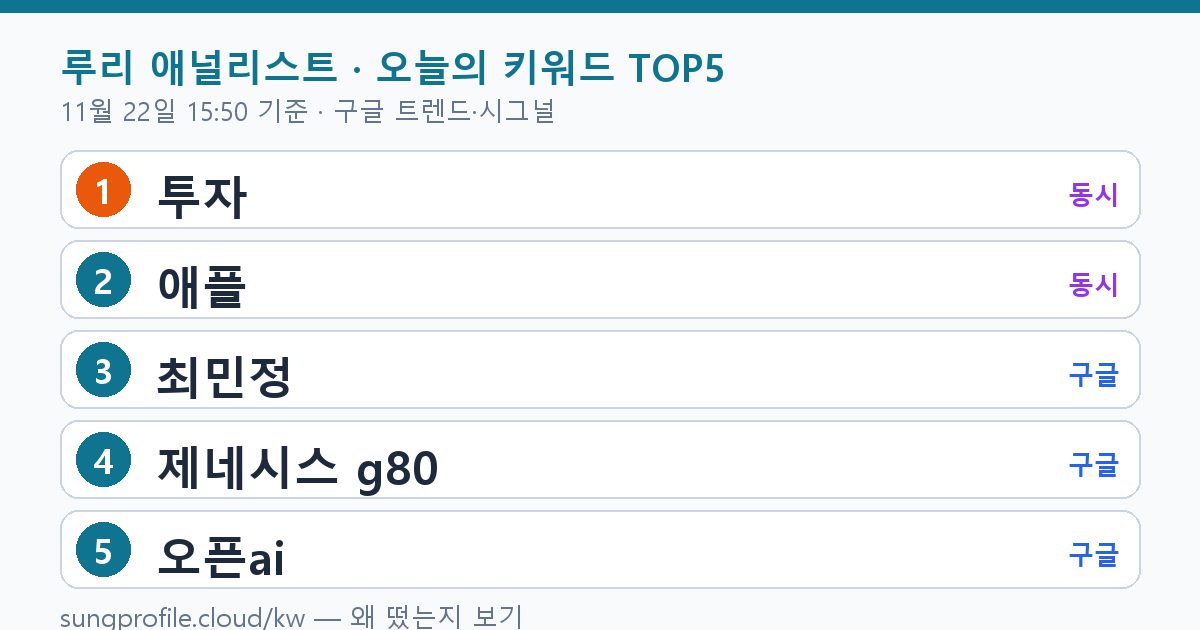 루리 애널리스트 · 오늘의 키워드 TOP5
11월 22일 15:50 기준 · 구글 트렌드·시그널
1 투자 동시
2 애플 동시
3 최민정 구글
4 제네시스 g80 구글
5 오픈ai 구글
sungprofile.cloud/kw — 왜 떴는지 보기